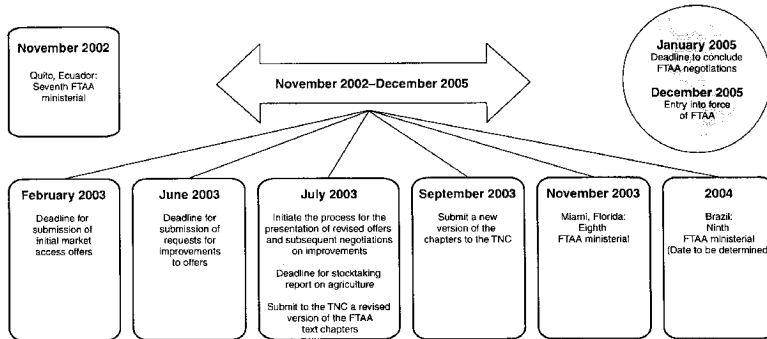 November 2002
Quito, Ecuador:
Seventh FTAA
ministerial
November 2002–December 2005
January 2005
Deadline to conclude
FTAA negotiations
December 2005
Entry into force
of FTAA
February 2003
Deadline for
submission of
initial market
access offers
June 2003
Deadline for
submission of
requests for
improvements
to offers
July 2003
Initiate the process for the
presentation of revised offers
and subsequent negotiations
on improvements
Deadline for stocktaking
report on agriculture
Submit to the TNC a revised
version of the FTAA
text chapters
September 2003
Submit a new
version of the
chapters to the TNC
November 2003
Miami, Florida:
Eighth
FTAA ministerial
2004
Brazil:
Ninth
FTAA ministerial
(Date to be determined)